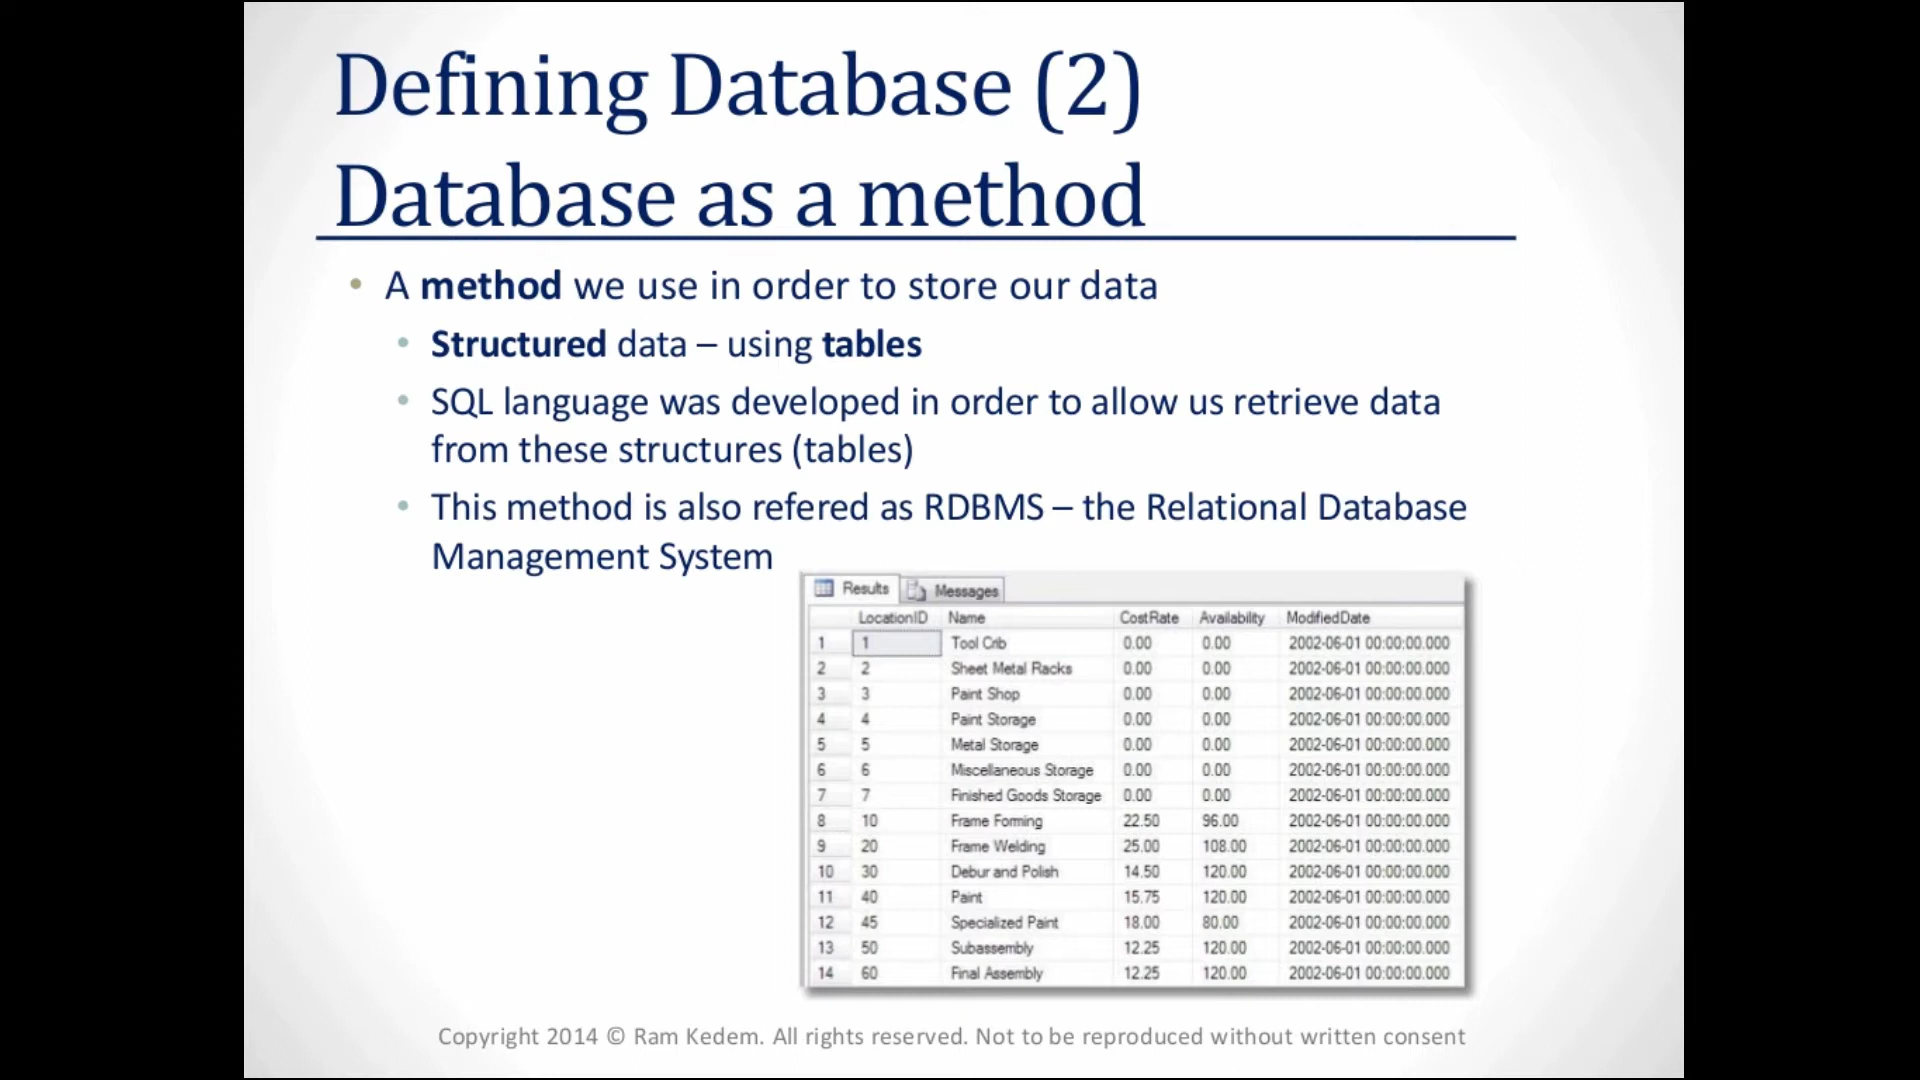 Defining Database (2)
Database as a method
• A method we use in order to store our data
• Structured data – using tables
• SQL language was developed in order to allow us retrieve data
from these structures (tables)
• This method is also refered as RDBMS – the Relational Database
Management System
Results Messages
LocationID Name CostRate Availability ModifiedDate
1 1 Tool Crib 0.00 0.00 2002-06-01 00:00:00.000
2 2 Sheet Metal Racks 0.00 0.00 2002-06-01 00:00:00.000
3 3 Paint Shop 0.00 0.00 2002-06-01 00:00:00.000
4 4 Paint Storage 0.00 0.00 2002-06-01 00:00:00.000
5 5 Metal Storage 0.00 0.00 2002-06-01 00:00:00.000
6 6 Miscellaneous Storage 0.00 0.00 2002-06-01 00:00:00.000
7 7 Finished Goods Storage 0.00 0.00 2002-06-01 00:00:00.000
8 10 Frame Forming 22.50 96.00 2002-06-01 00:00:00.000
9 20 Frame Welding 25.00 108.00 2002-06-01 00:00:00.000
10 30 Debur and Polish 14.50 120.00 2002-06-01 00:00:00.000
11 40 Paint 15.75 120.00 2002-06-01 00:00:00.000
12 45 Specialized Paint 18.00 80.00 2002-06-01 00:00:00.000
13 50 Subassembly 12.25 120.00 2002-06-01 00:00:00.000
14 60 Final Assembly 12.25 120.00 2002-06-01 00:00:00.000
Copyright 2014 © Ram Kedem. All rights reserved. Not to be reproduced without written consent